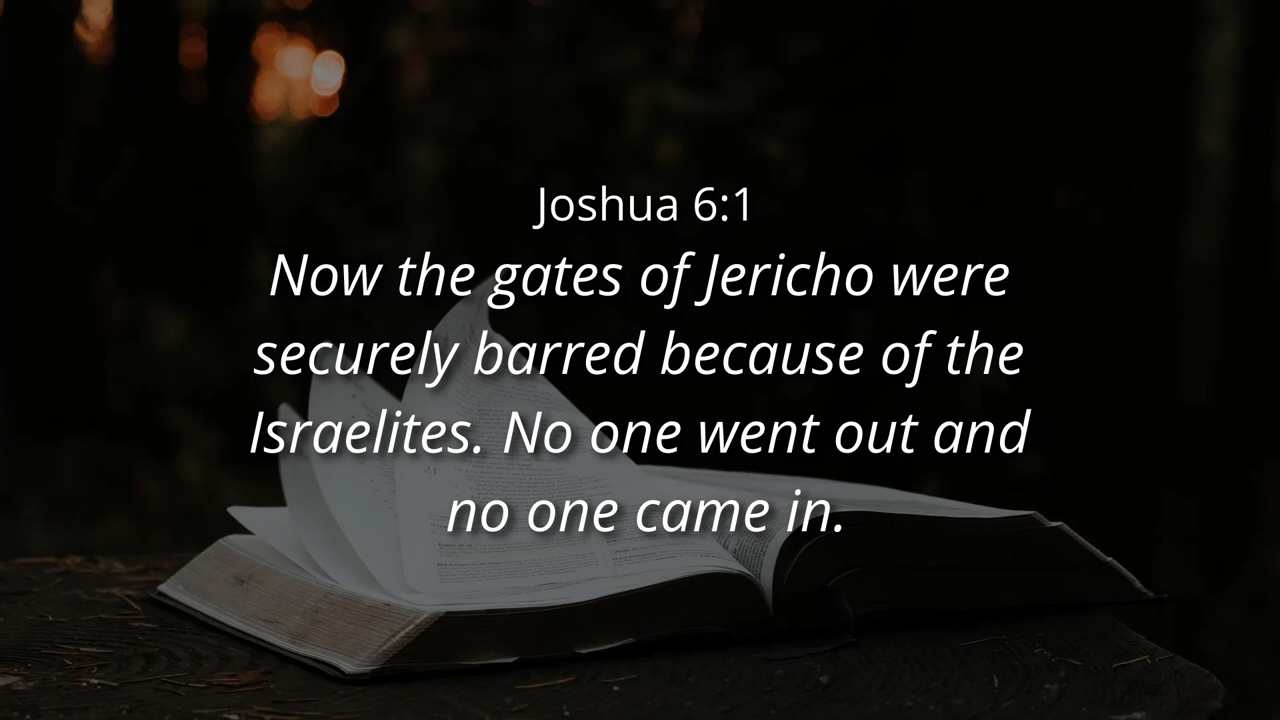 Joshua 6:1
Now the gates of Jericho were
securely barred because of the
Israelites. No one went out and
no one came in.